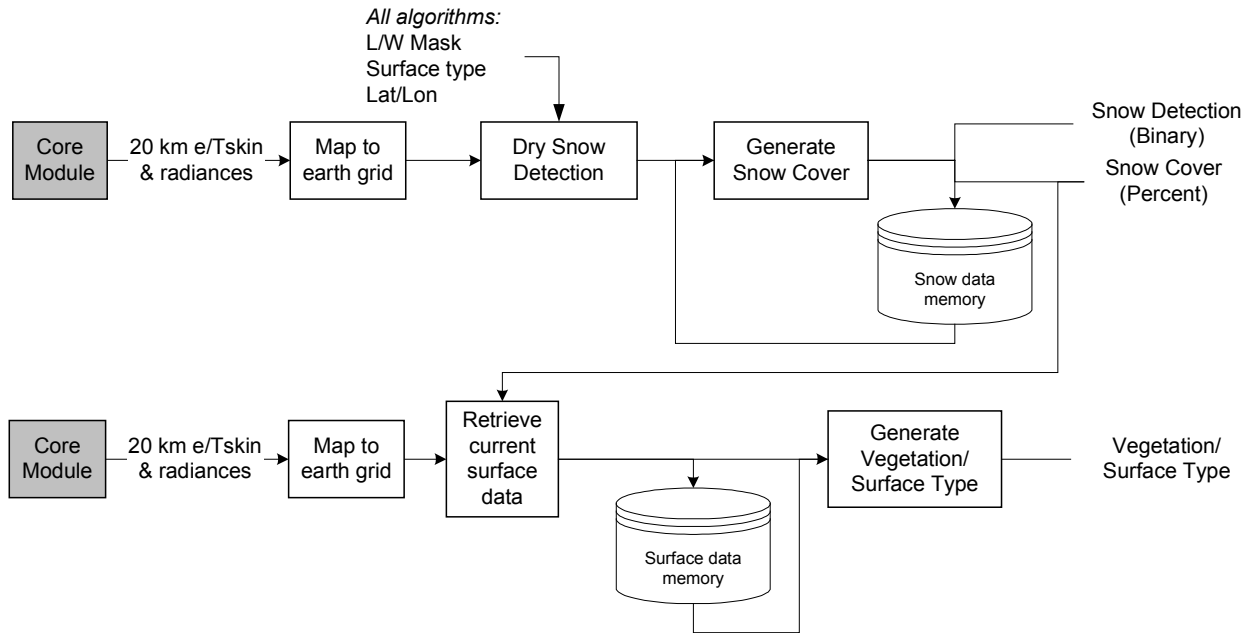 All algorithms:
L/W Mask
Surface type
Lat/Lon
Core
Module
20 km e/Tskin
& radiances
Map to
earth grid
Dry Snow
Detection
Generate
Snow Cover
Snow Detection
(Binary)
Snow Cover
(Percent)
Snow data
memory
Core
Module
20 km e/Tskin
& radiances
Map to
earth grid
Retrieve
current
surface
data
Generate
Vegetation/
Surface Type
Vegetation/
Surface Type
Surface data
memory